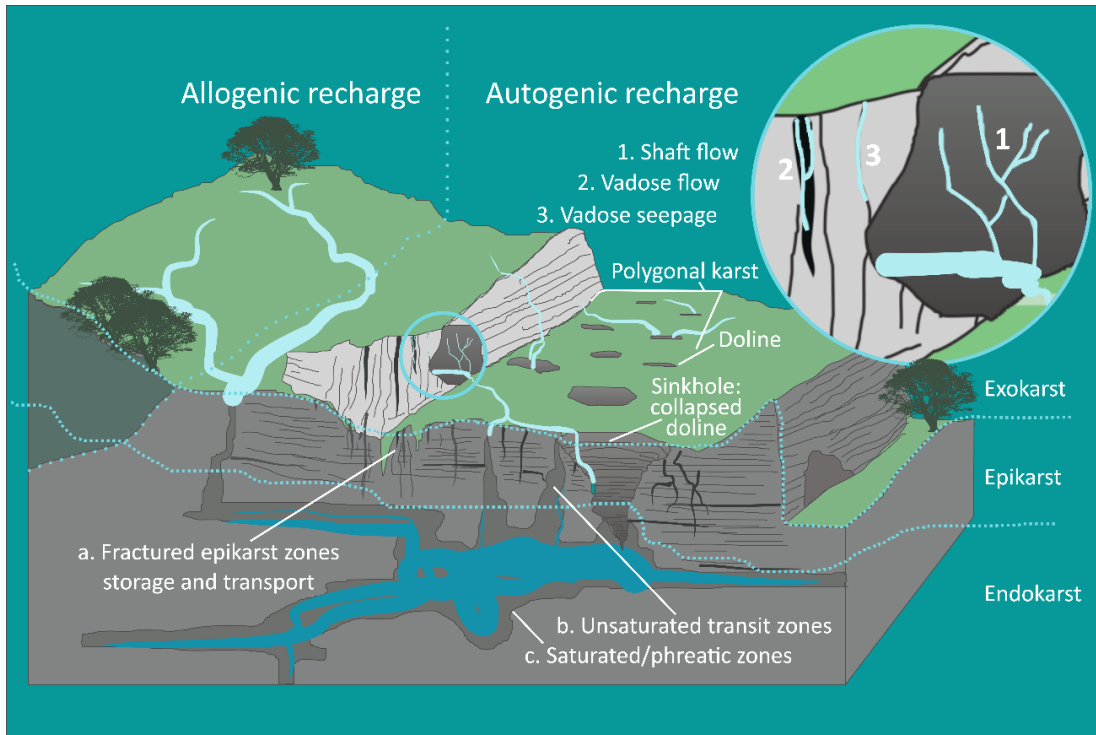 Allogenic recharge
Autogenic recharge
1. Shaft flow
2. Vadose flow
3. Vadose seepage
2
3
1
Polygonal karst
Doline
Sinkhole:
collapsed
doline
Exokarst
Epikarst
Endokarst
a. Fractured epikarst zones
storage and transport
b. Unsaturated transit zones
c. Saturated/phreatic zones